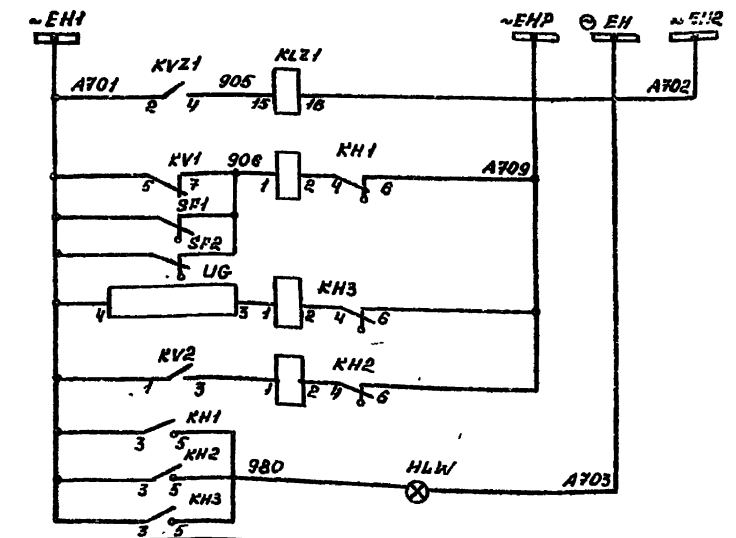 ~EH1 ~EHP ⊖ EH ~EH2
A701 KVZ1 905 KLZ1 A702
2 4 15 16
KV1 906 KH1 A709
5 7 1 2 4 6
SF1
SF2
UG KH3
4 3 1 2 4 6
KV2 KH2
1 3 1 2 4 6
KH1
3 5
KH2 980 HLW A703
3 5
KH3
3 5